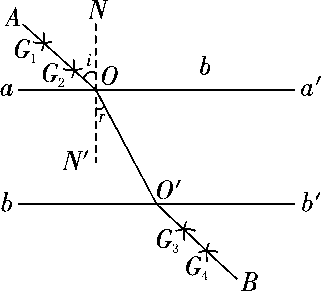 A N
G₁ i b
G₂ O
a a′
r
N′
b O′ b′
G₃
G₄
B